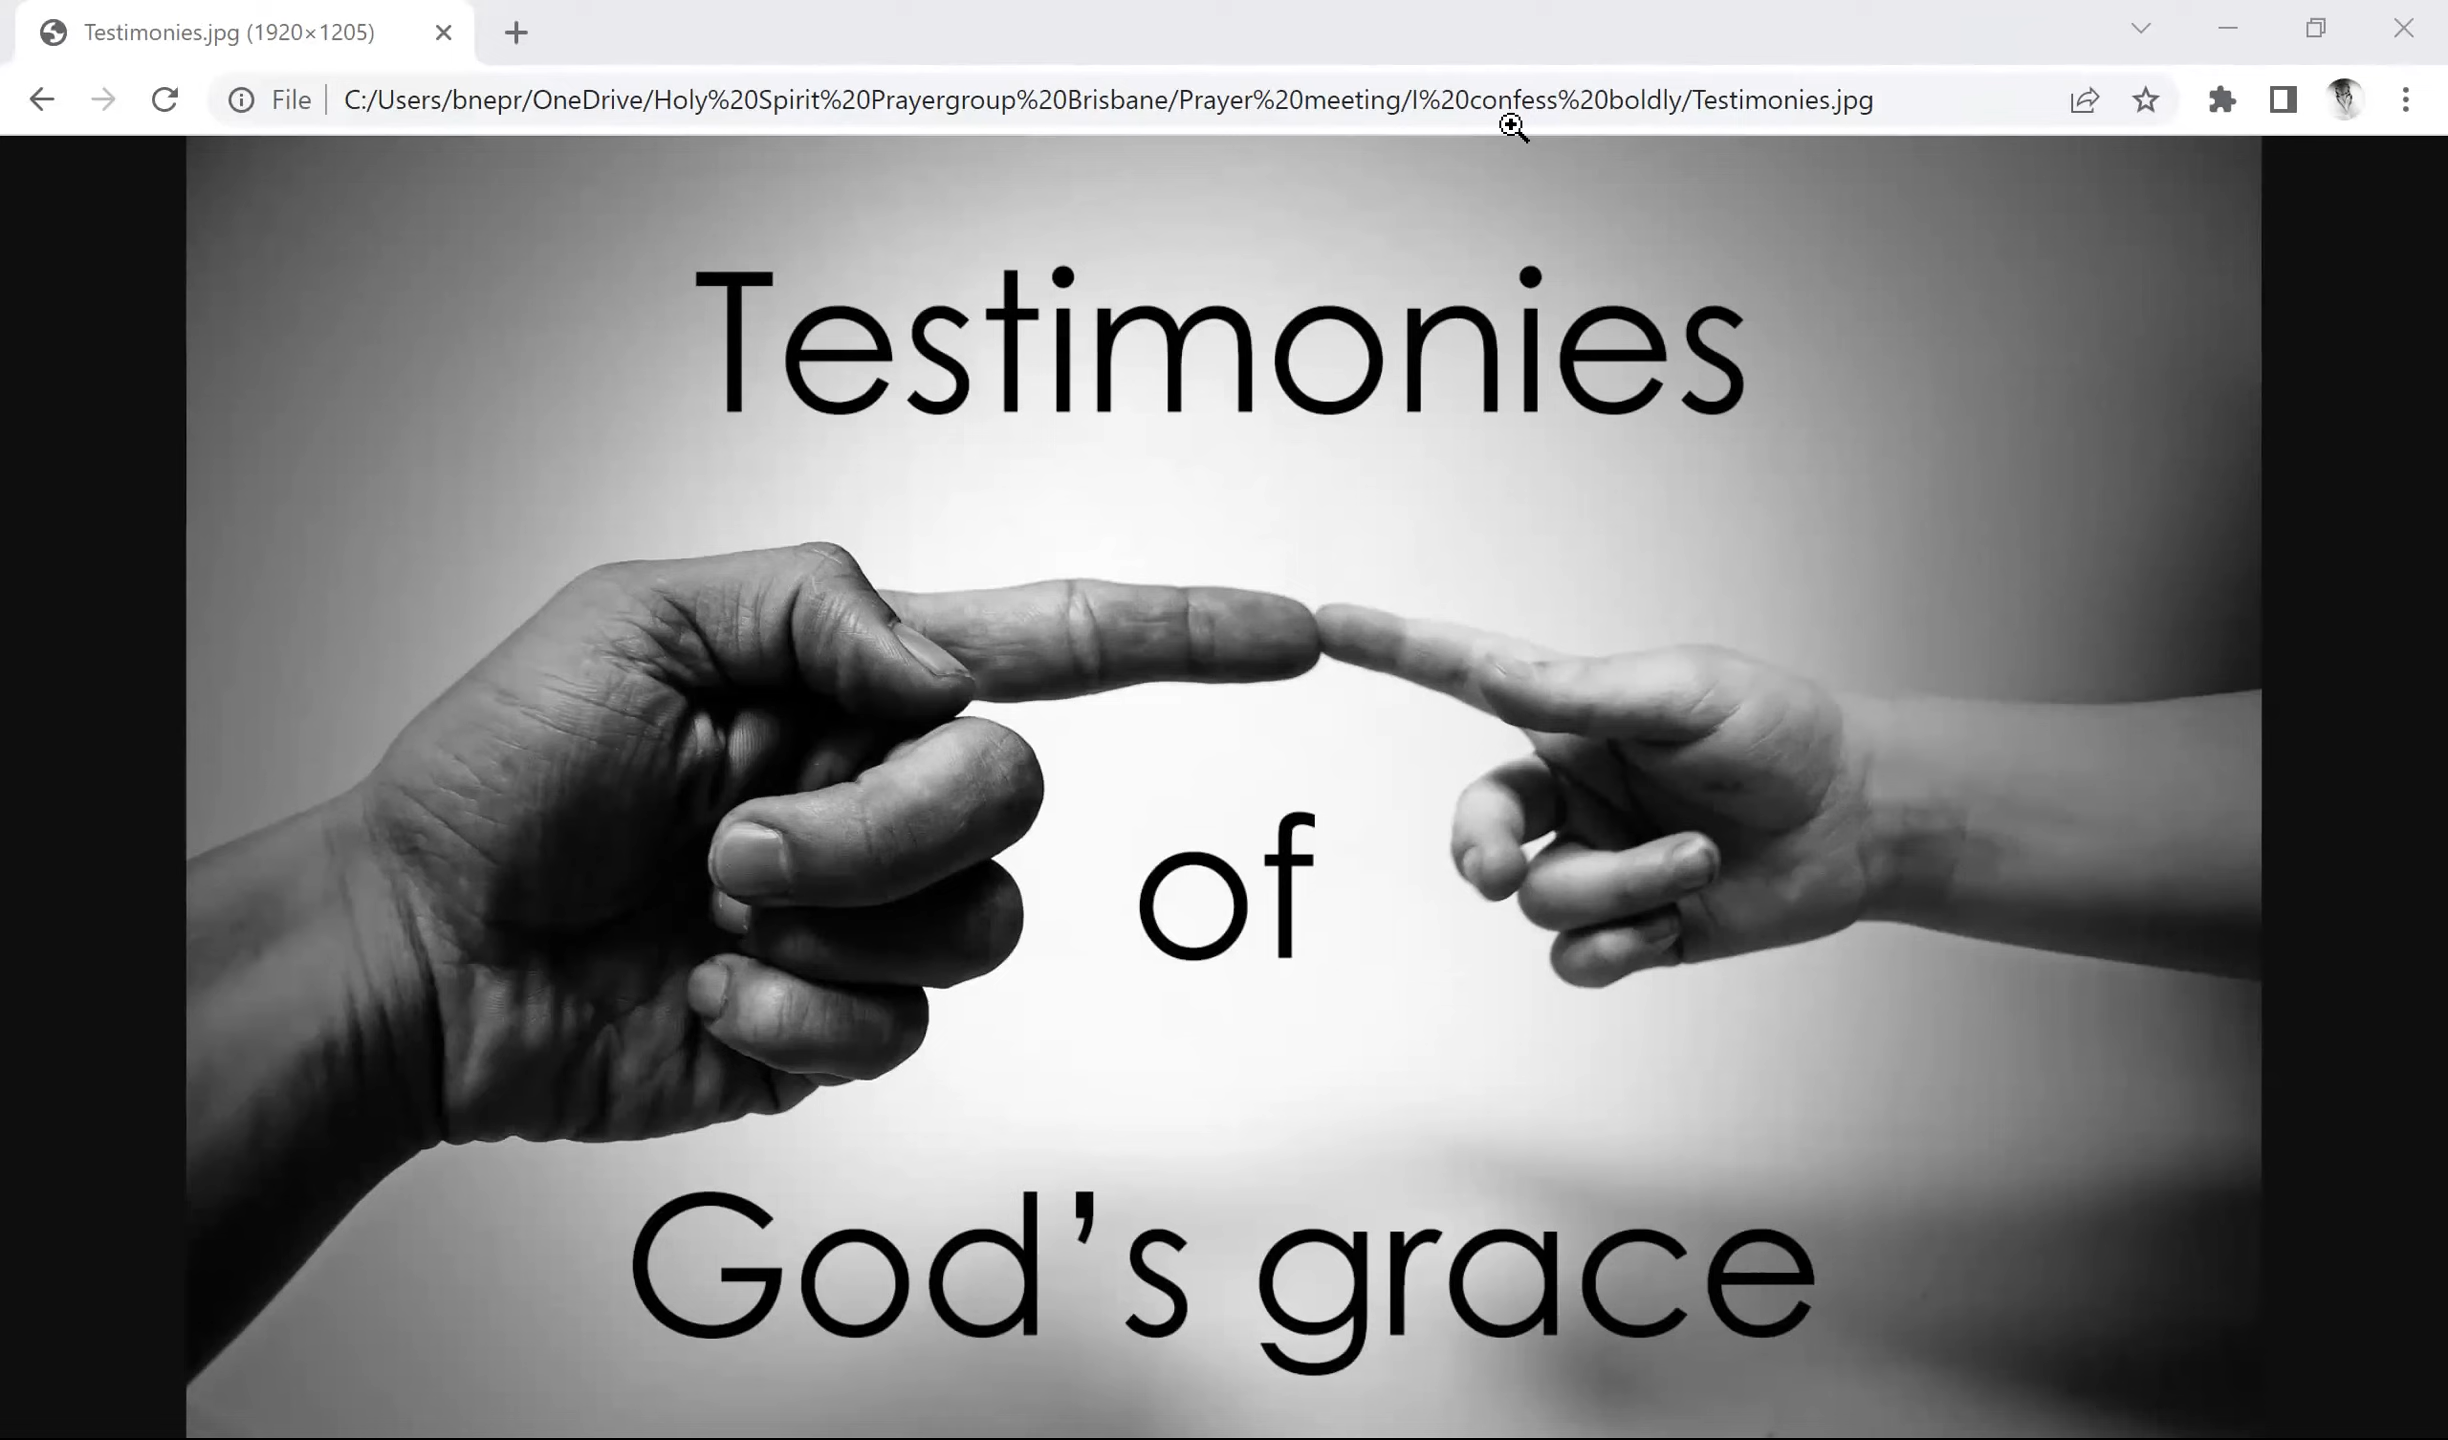 Testimonies.jpg (1920×1205)
File
C:/Users/bnepr/OneDrive/Holy%20Spirit%20Prayergroup%20Brisbane/Prayer%20meeting/I%20confess%20boldly/Testimonies.jpg
Testimonies
of
God’s grace